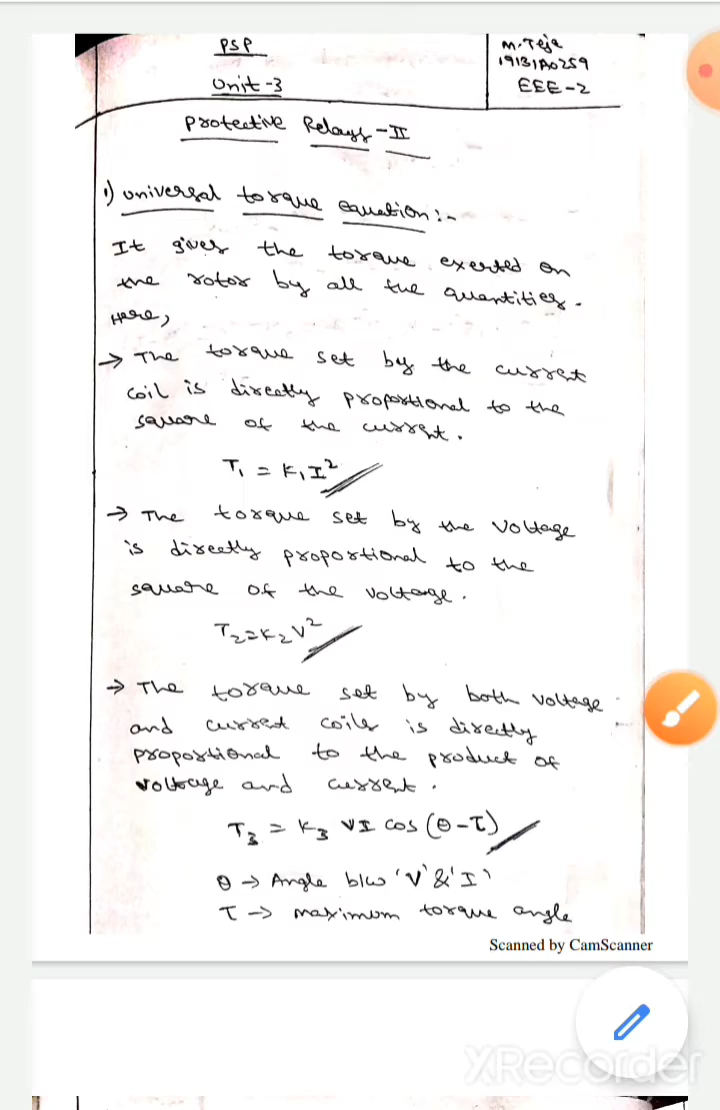 PSP
Unit-3
M.Teja
19131A0259
EEE-2
Protective Relays-II
1) universal torque equation:-
It gives the torque exerted on
the rotor by all the quantities.
Here,
→ The torque set by the current
coil is directly proportional to the
square of the current.
T₁ = K₁I²
→ The torque set by the voltage
is directly proportional to the
square of the voltage.
T₂=K₂V²
→ The torque set by both voltage
and current coils is directly
proportional to the product of
voltage and current.
T₃ = K₃ VI cos (θ-τ)
θ → Angle b/w 'V' & 'I'
τ → maximum torque angle
Scanned by CamScanner
XRecorder